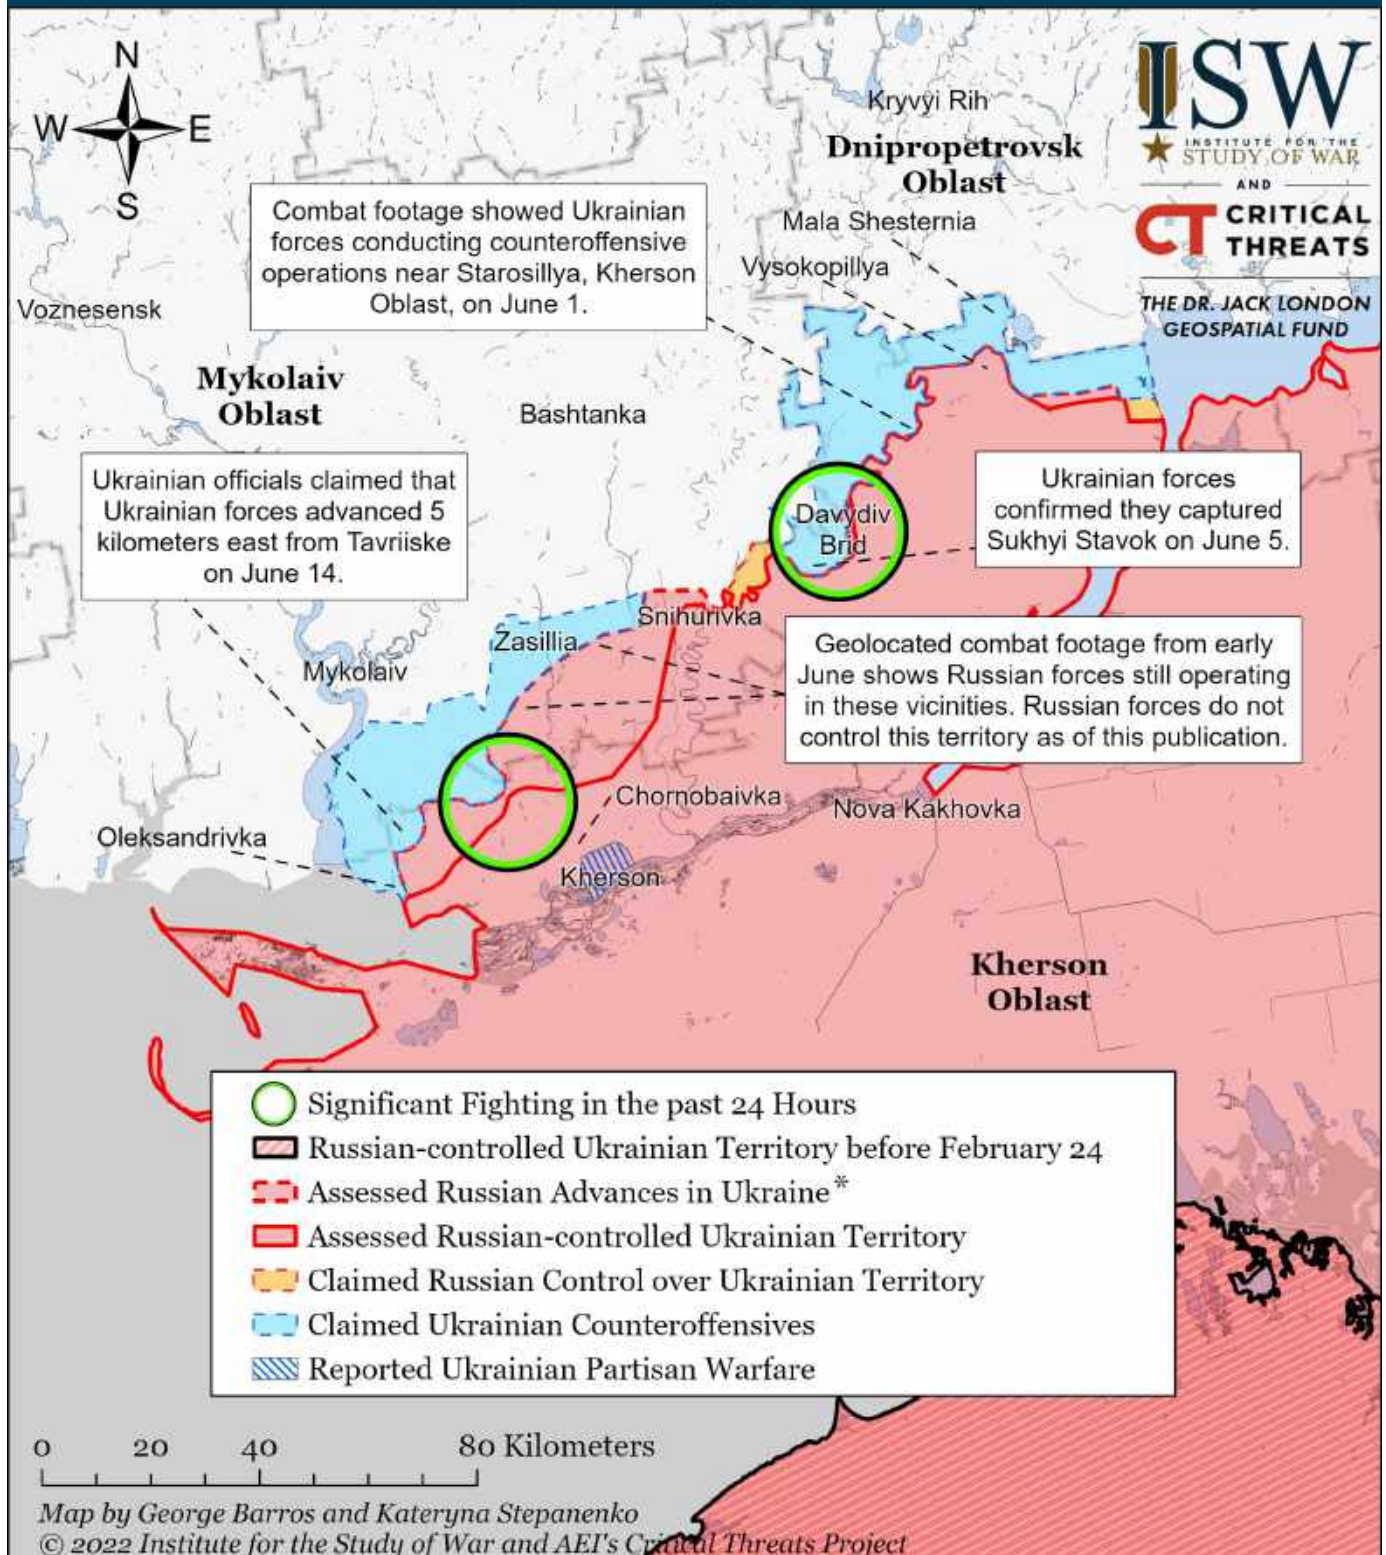 N
W
E
S
ISW
INSTITUTE FOR THE
STUDY OF WAR
AND
CT CRITICAL
THREATS
THE DR. JACK LONDON
GEOSPATIAL FUND
Kryvyi Rih
Dnipropetrovsk
Oblast
Mala Shesternia
Vysokopillya
Combat footage showed Ukrainian
forces conducting counteroffensive
operations near Starosillya, Kherson
Oblast, on June 1.
Voznesensk
Mykolaiv
Oblast
Bashtanka
Ukrainian officials claimed that
Ukrainian forces advanced 5
kilometers east from Tavriiske
on June 14.
Ukrainian forces
confirmed they captured
Sukhyi Stavok on June 5.
Davydiv
Brid
Snihurivka
Zasillia
Mykolaiv
Geolocated combat footage from early
June shows Russian forces still operating
in these vicinities. Russian forces do not
control this territory as of this publication.
Chornobaivka
Nova Kakhovka
Oleksandrivka
Kherson
Kherson
Oblast
Significant Fighting in the past 24 Hours
Russian-controlled Ukrainian Territory before February 24
Assessed Russian Advances in Ukraine*
Assessed Russian-controlled Ukrainian Territory
Claimed Russian Control over Ukrainian Territory
Claimed Ukrainian Counteroffensives
Reported Ukrainian Partisan Warfare
0 20 40 80 Kilometers
Map by George Barros and Kateryna Stepanenko
© 2022 Institute for the Study of War and AEI's Critical Threats Project